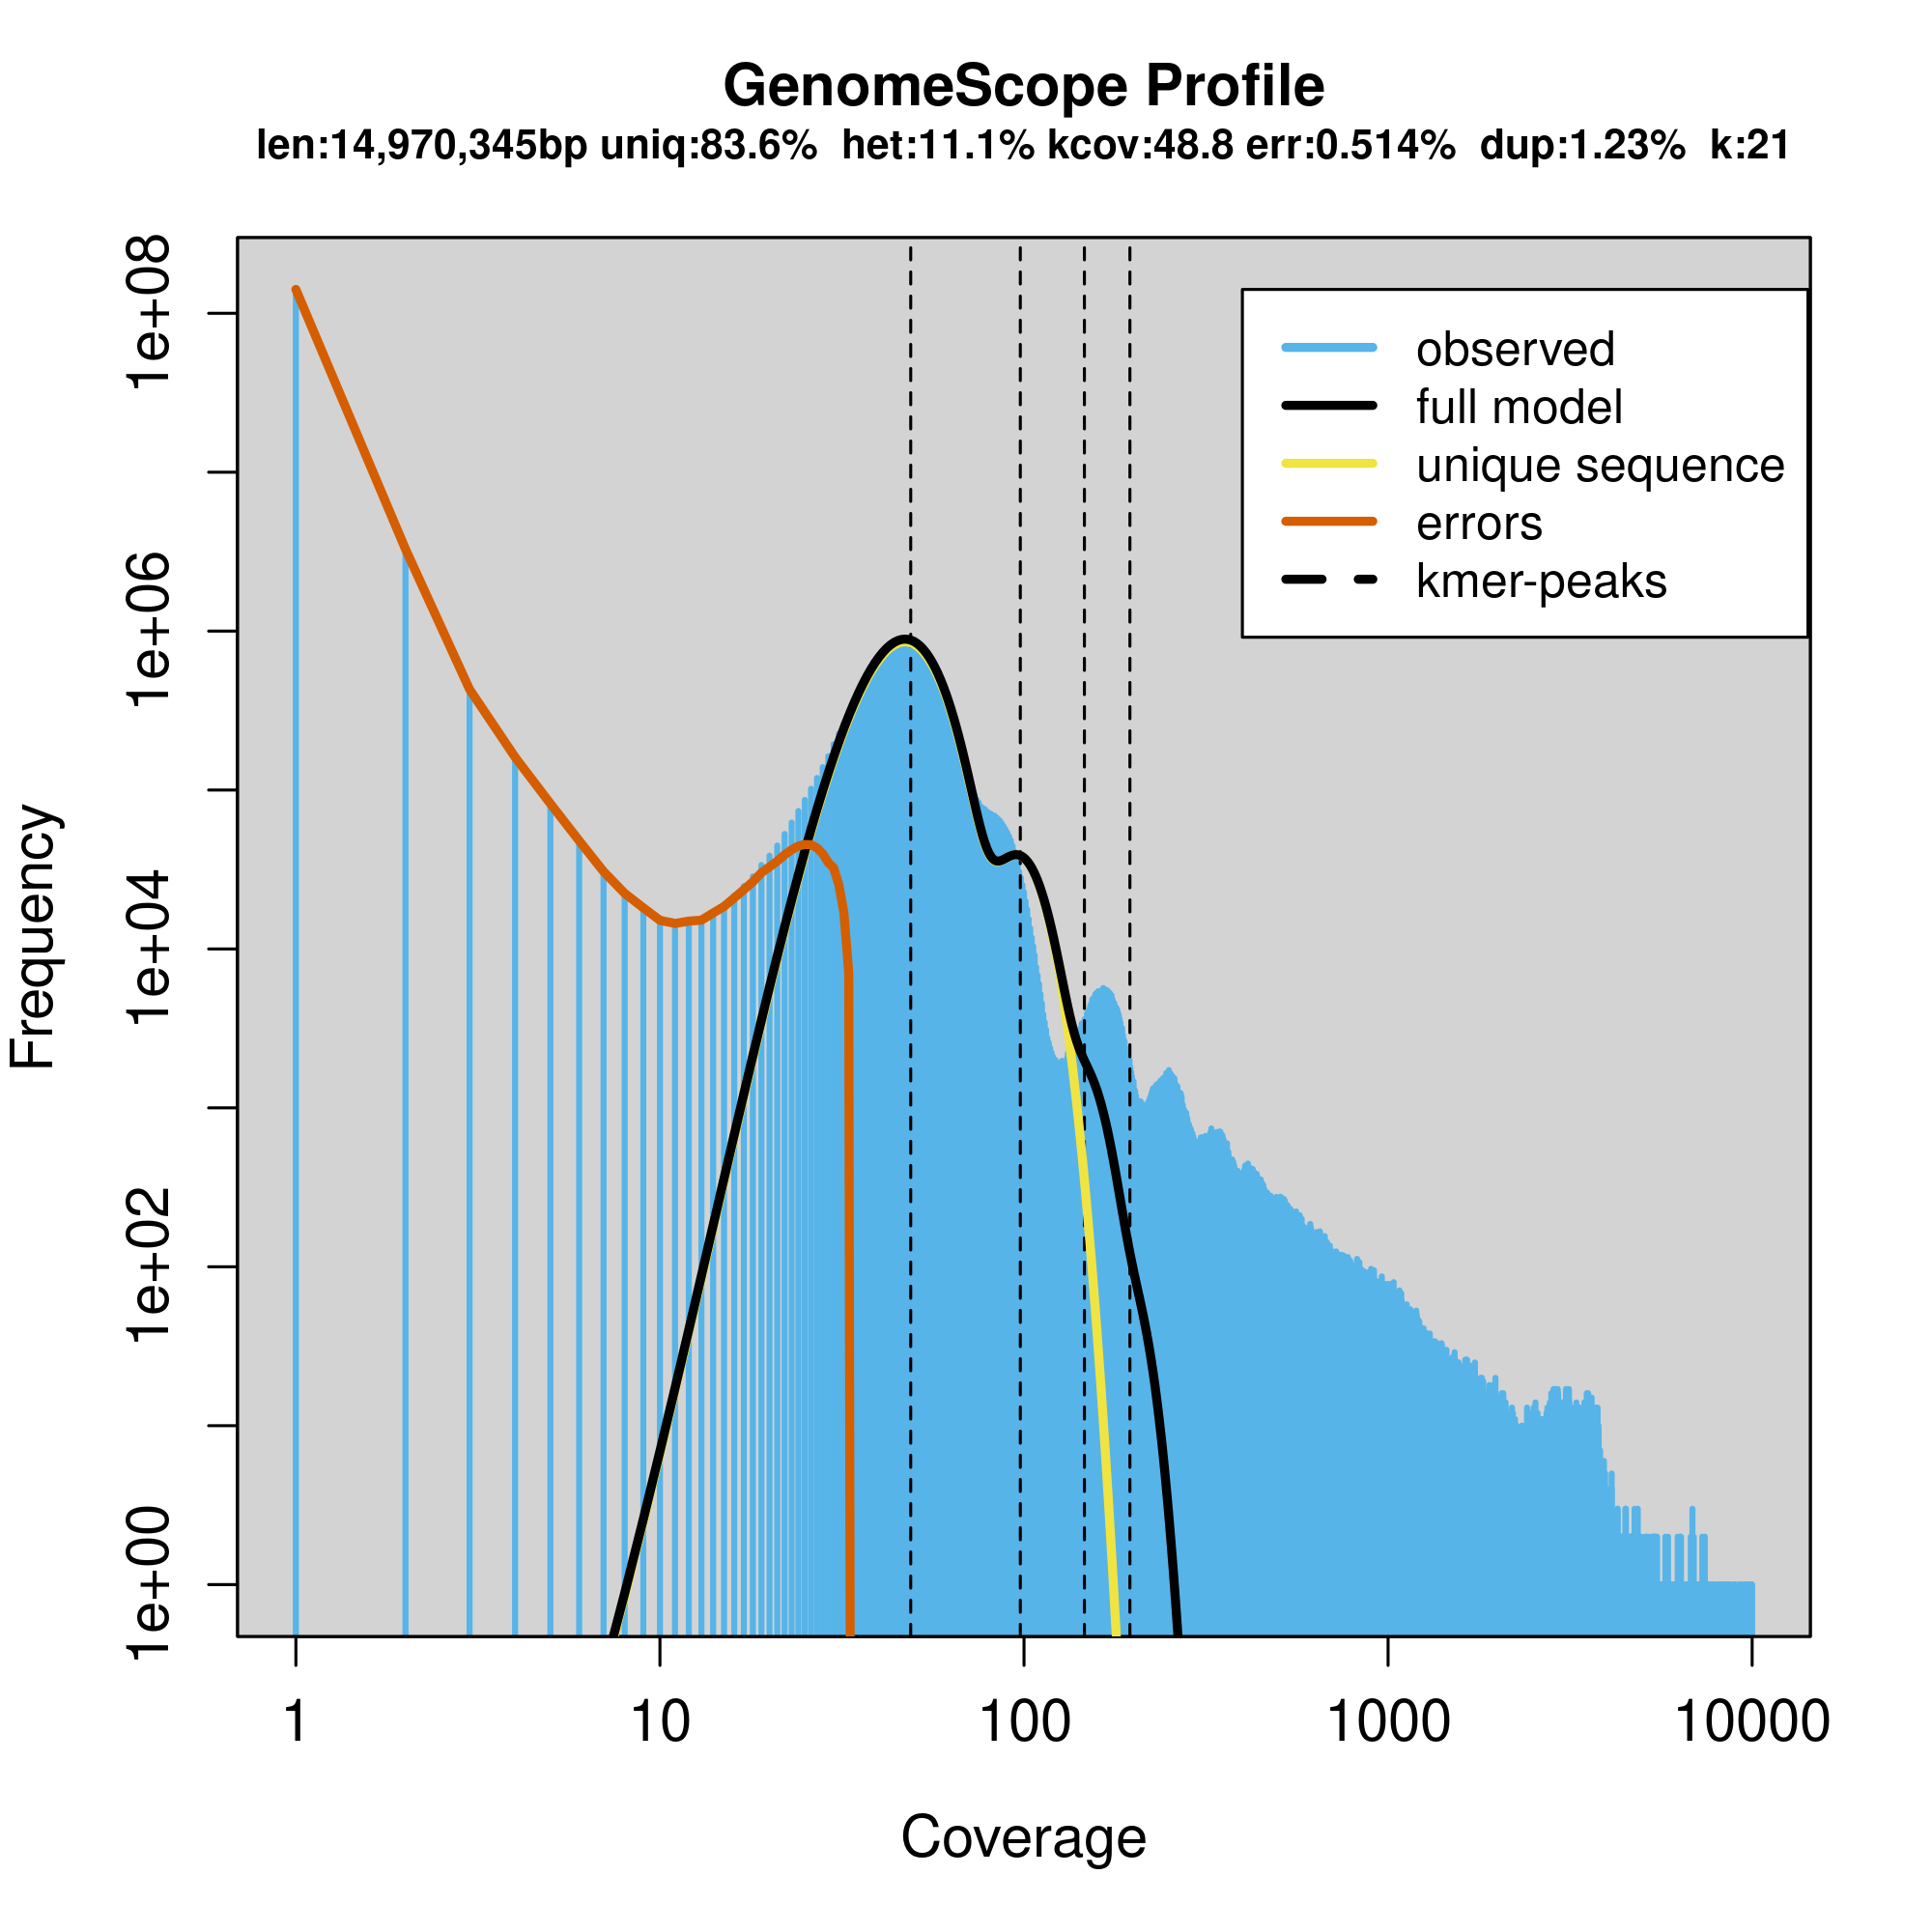 GenomeScope Profile
len:14,970,345bp uniq:83.6% het:11.1% kcov:48.8 err:0.514% dup:1.23% k:21
observed
full model
unique sequence
errors
kmer-peaks
Frequency
1e+08
1e+06
1e+04
1e+02
1e+00
1 10 100 1000 10000
Coverage